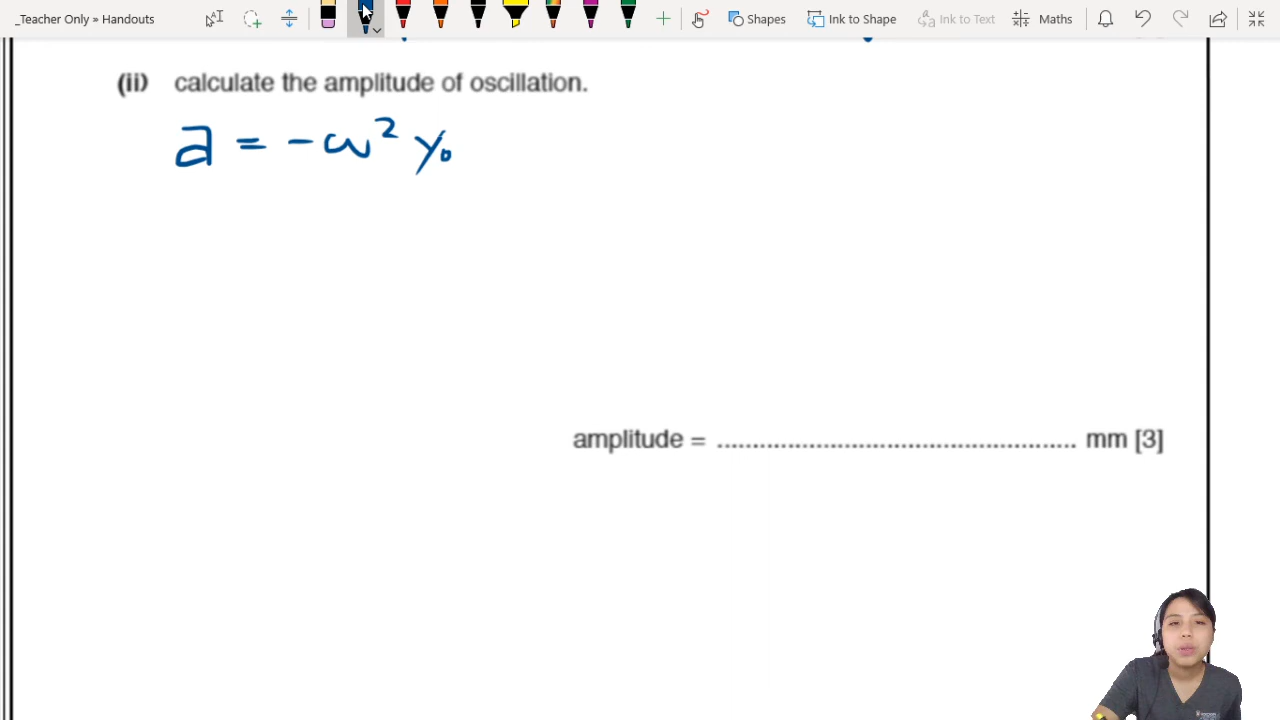 _Teacher Only » Handouts
Shapes
Ink to Shape
Ink to Text
Maths
(ii) calculate the amplitude of oscillation.
a = -ω² y₀
amplitude = ................................................ mm [3]